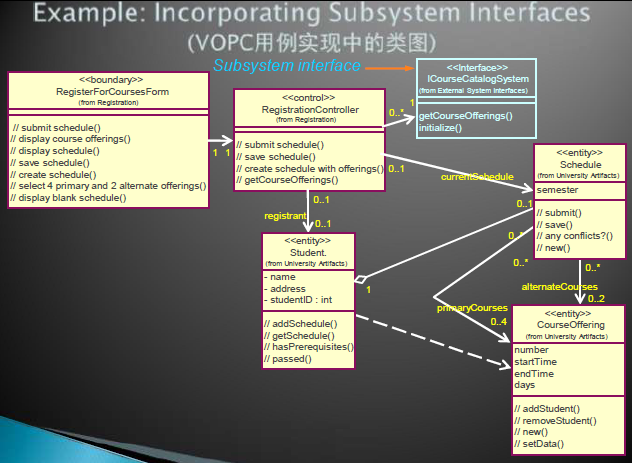 Example: Incorporating Subsystem Interfaces
(VOPC用例实现中的类图)
Subsystem interface
<<boundary>>
RegisterForCoursesForm
(from Registration)
// submit schedule()
// display course offerings()
// display schedule()
// save schedule()
// create schedule()
// select 4 primary and 2 alternate offerings()
// display blank schedule()
1
1
<<control>>
RegistrationController
(from Registration)
// submit schedule()
// save schedule()
// create schedule with offerings()
// getCourseOfferings()
0..*
1
<<Interface>>
ICourseCatalogSystem
(from External System Interfaces)
getCourseOfferings()
initialize()
0..1
currentSchedule
0..1
<<entity>>
Schedule
(from University Artifacts)
semester
// submit()
// save()
// any conflicts?()
// new()
0..1
registrant
0..1
<<entity>>
Student.
(from University Artifacts)
- name
- address
- studentID : int
// addSchedule()
// getSchedule()
// hasPrerequisites()
// passed()
1
0..*
0..*
0..*
alternateCourses
0..2
primaryCourses
0..4
<<entity>>
CourseOffering
(from University Artifacts)
number
startTime
endTime
days
// addStudent()
// removeStudent()
// new()
// setData()